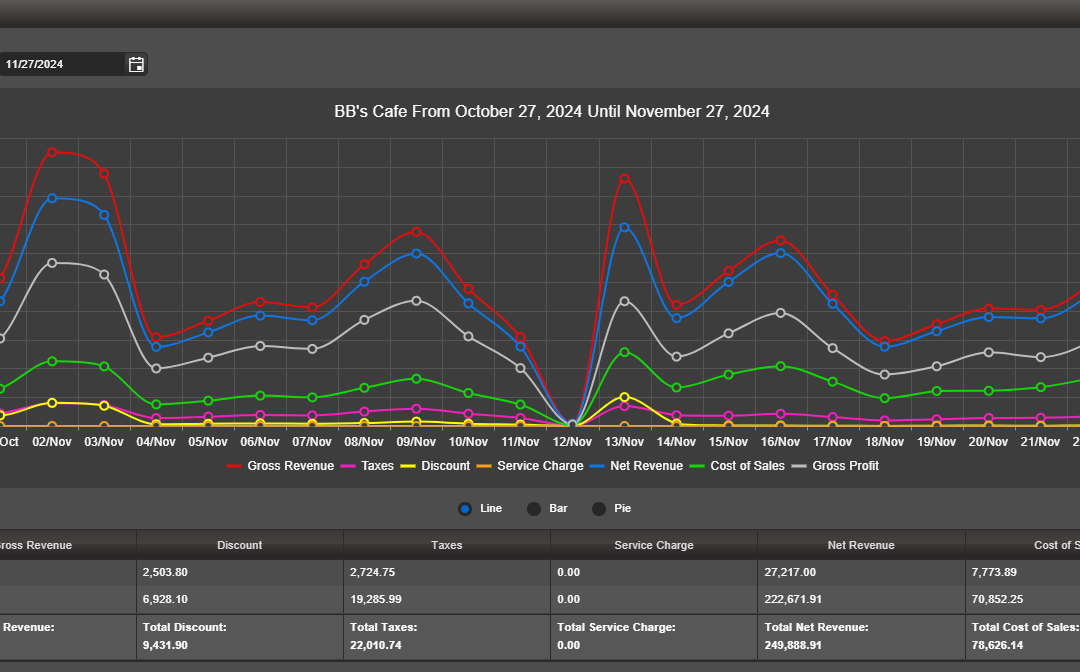 11/27/2024
BB's Cafe From October 27, 2024 Until November 27, 2024
Oct 02/Nov 03/Nov 04/Nov 05/Nov 06/Nov 07/Nov 08/Nov 09/Nov 10/Nov 11/Nov 12/Nov 13/Nov 14/Nov 15/Nov 16/Nov 17/Nov 18/Nov 19/Nov 20/Nov 21/Nov 2
Gross Revenue Taxes Discount Service Charge Net Revenue Cost of Sales Gross Profit
Line Bar Pie
ross Revenue Discount Taxes Service Charge Net Revenue Cost of S
2,503.80 2,724.75 0.00 27,217.00 7,773.89
6,928.10 19,285.99 0.00 222,671.91 70,852.25
Revenue: Total Discount: Total Taxes: Total Service Charge: Total Net Revenue: Total Cost of Sales:
9,431.90 22,010.74 0.00 249,888.91 78,626.14